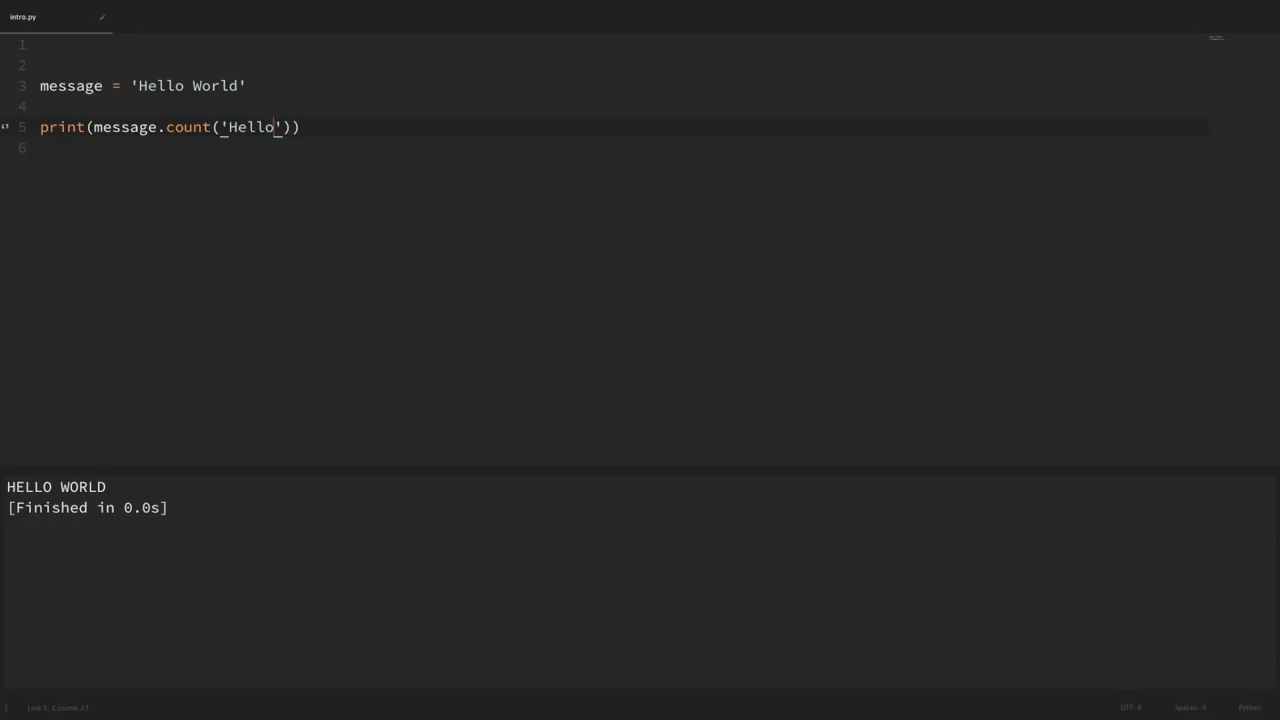 intro.py
1
2
3 message = 'Hello World'
4
5 print(message.count('Hello'))
6
HELLO WORLD
[Finished in 0.0s]
Line 5, Column 27
UTF-8 Spaces: 4 Python